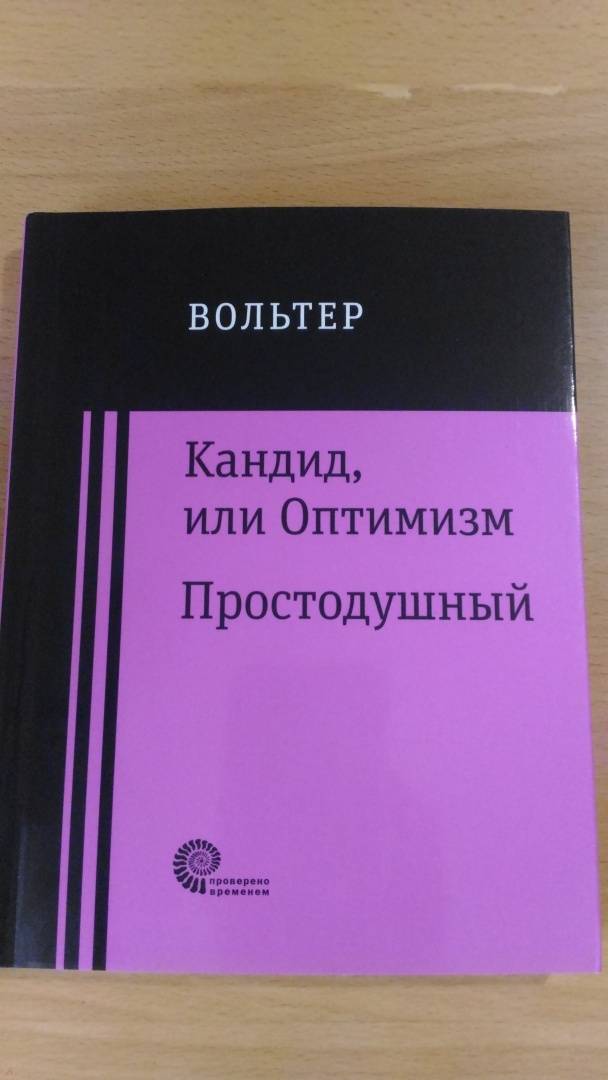 ВОЛЬТЕР
Кандид,
или Оптимизм
Простодушный
проверено
временем